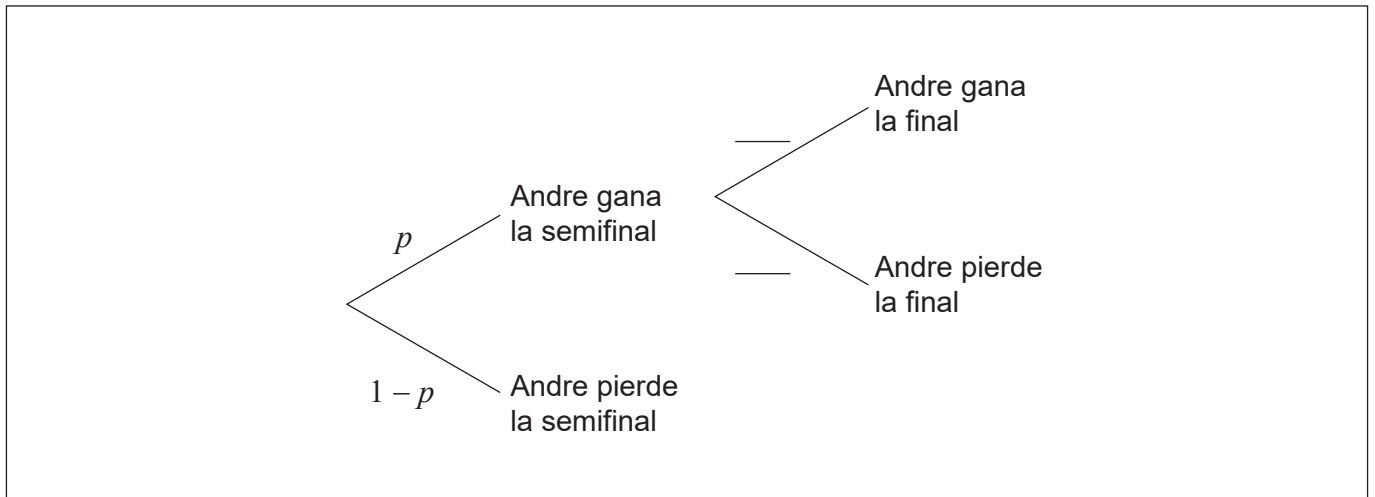 Andre gana
la final
Andre gana
la semifinal
p
Andre pierde
la final
1 – p
Andre pierde
la semifinal